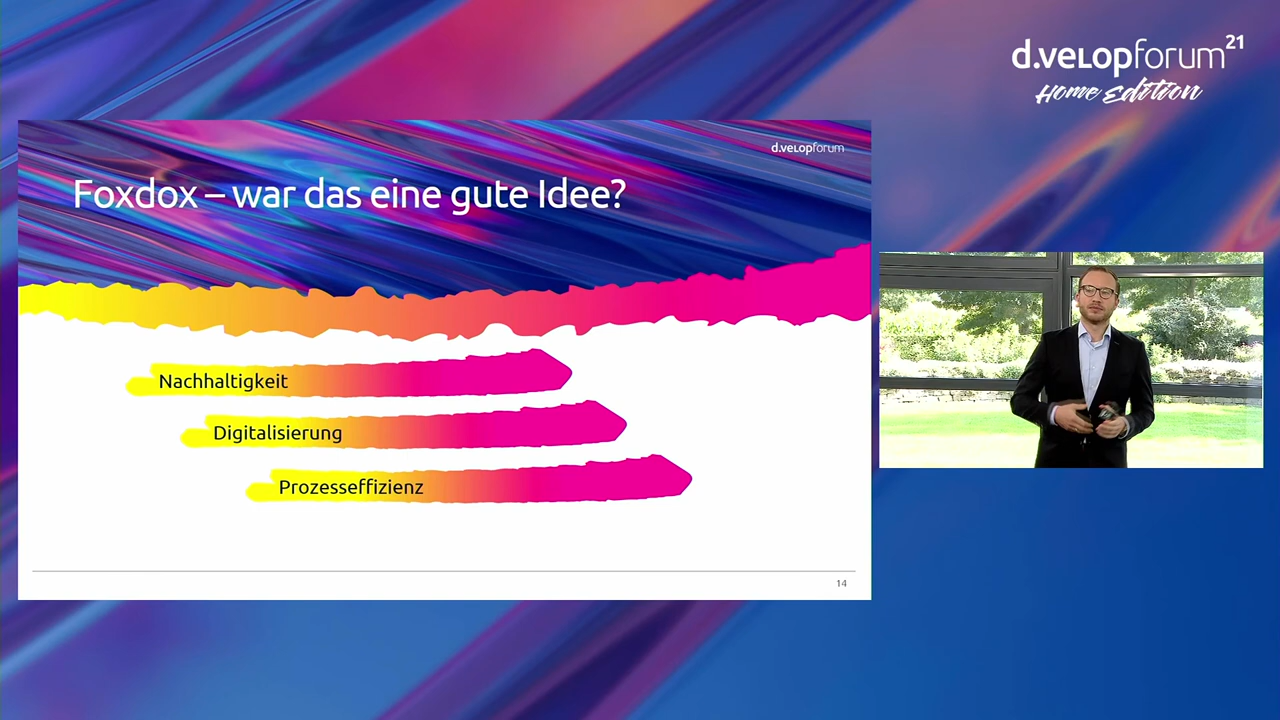 d.velopforum21
Home Edition
d.velopforum
Foxdox – war das eine gute Idee?
Nachhaltigkeit
Digitalisierung
Prozesseffizienz
14